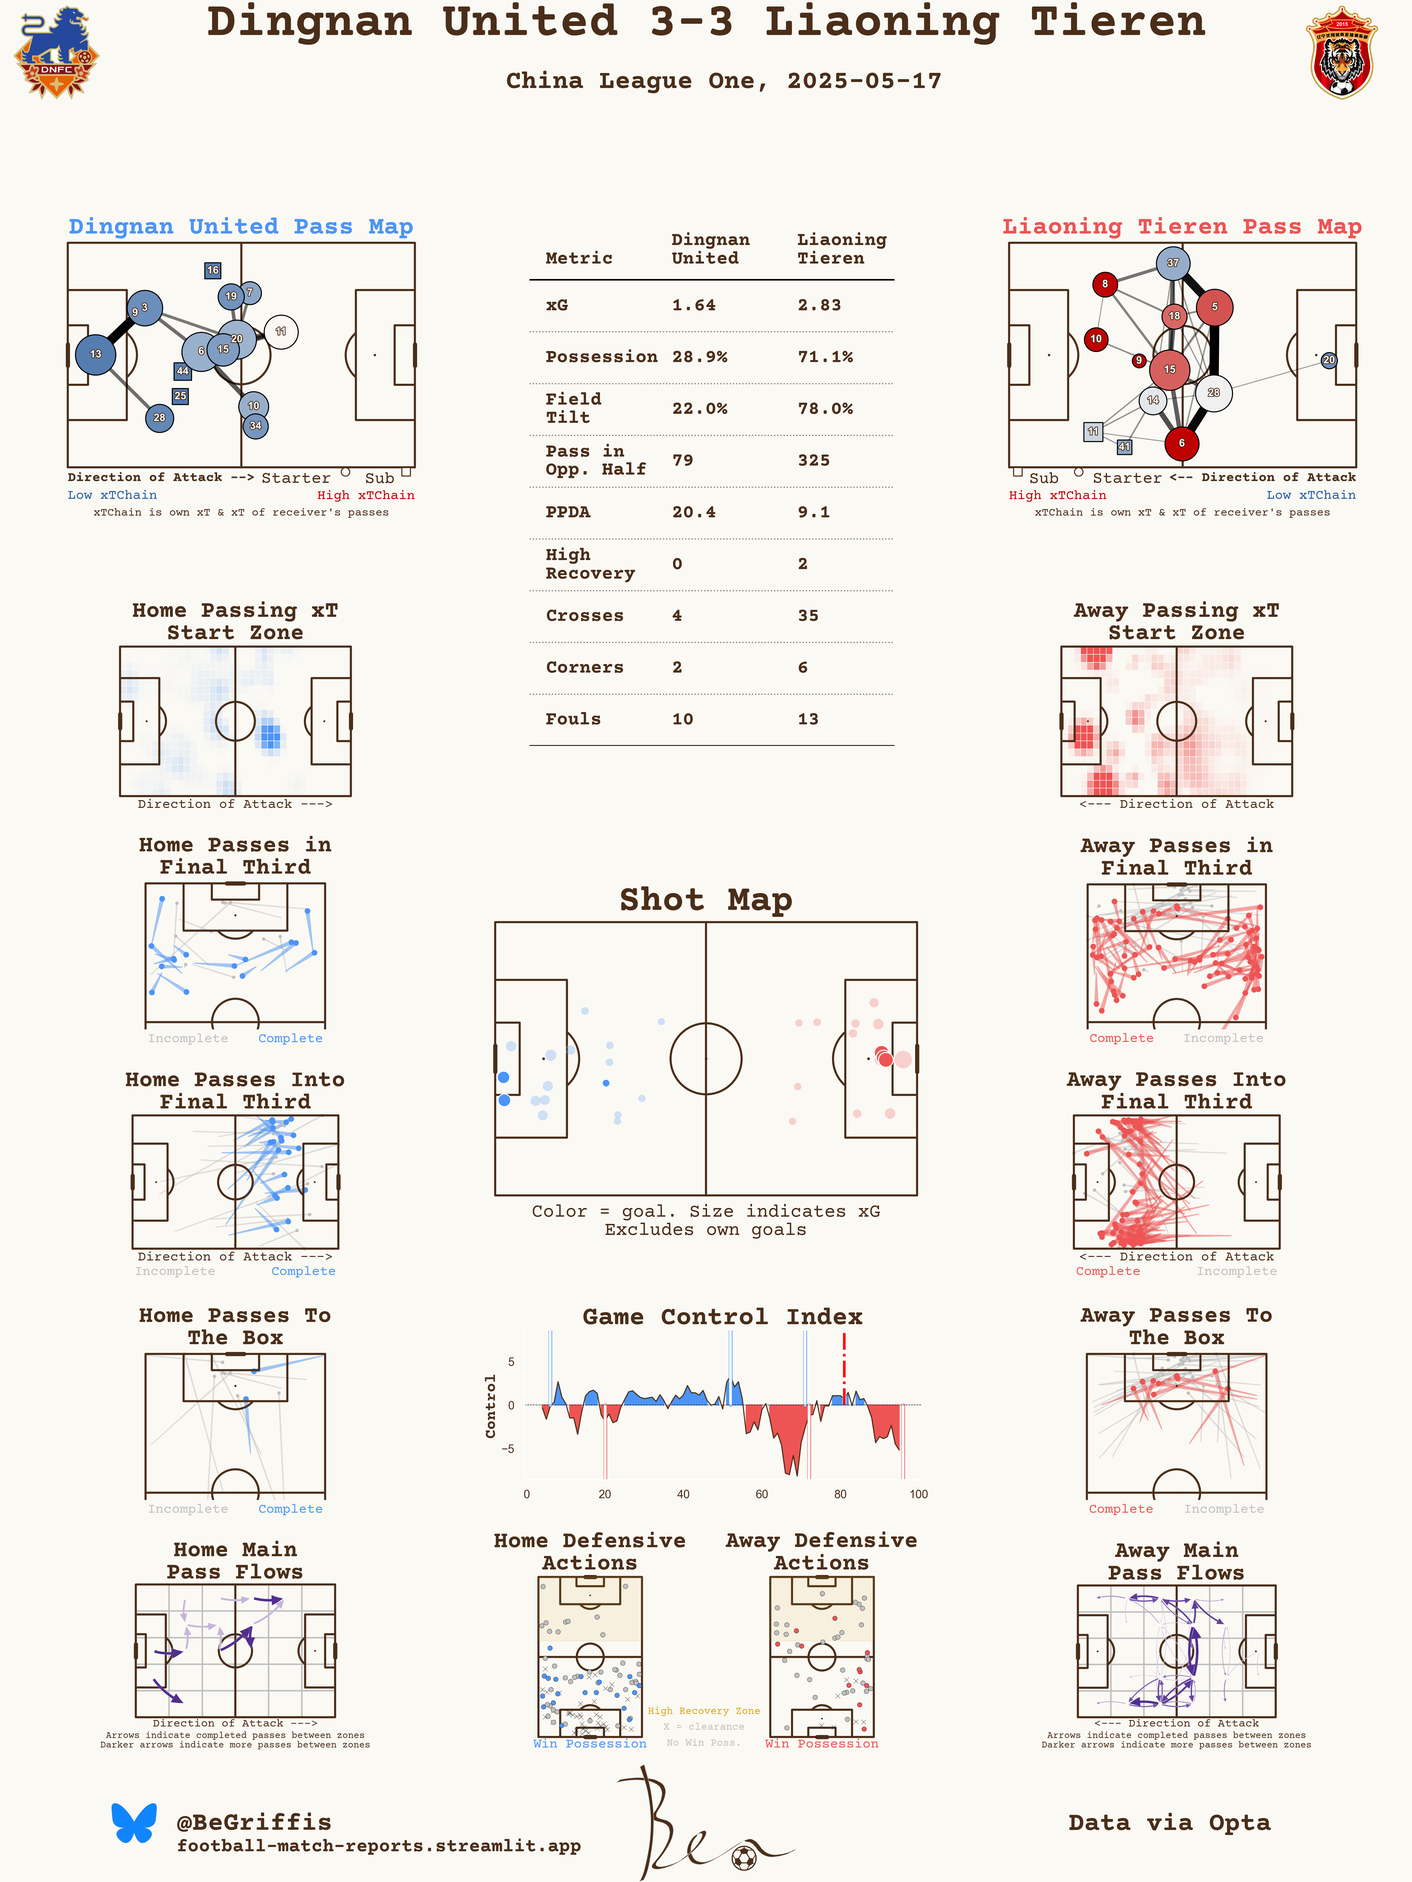 Dingnan United 3-3 Liaoning Tieren
China League One, 2025-05-17
DNFC
2015
Dingnan United Pass Map
16
19
7
3
9
11
20
6
15
13
44
25
10
28
34
Direction of Attack --> Starter Sub
Low xTChain High xTChain
xTChain is own xT & xT of receiver's passes
Metric Dingnan United Liaoning Tieren
xG 1.64 2.83
Possession 28.9% 71.1%
Field Tilt 22.0% 78.0%
Pass in Opp. Half 79 325
PPDA 20.4 9.1
High Recovery 0 2
Crosses 4 35
Corners 2 6
Fouls 10 13
Liaoning Tieren Pass Map
37
8
5
18
10
9
20
15
28
14
11
41
6
Sub Starter <-- Direction of Attack
High xTChain Low xTChain
xTChain is own xT & xT of receiver's passes
Home Passing xT
Start Zone
Direction of Attack --->
Away Passing xT
Start Zone
<--- Direction of Attack
Home Passes in
Final Third
Incomplete Complete
Away Passes in
Final Third
Complete Incomplete
Shot Map
Color = goal. Size indicates xG
Excludes own goals
Home Passes Into
Final Third
Direction of Attack --->
Incomplete Complete
Away Passes Into
Final Third
<--- Direction of Attack
Complete Incomplete
Home Passes To
The Box
Incomplete Complete
Game Control Index
Control
5
0
−5
0 20 40 60 80 100
Away Passes To
The Box
Complete Incomplete
Home Main
Pass Flows
Direction of Attack --->
Arrows indicate completed passes between zones
Darker arrows indicate more passes between zones
Home Defensive
Actions
Win Possession
High Recovery Zone
X = clearance
No Win Poss.
Away Defensive
Actions
Win Possession
Away Main
Pass Flows
<--- Direction of Attack
Arrows indicate completed passes between zones
Darker arrows indicate more passes between zones
@BeGriffis
football-match-reports.streamlit.app
Ben
Data via Opta